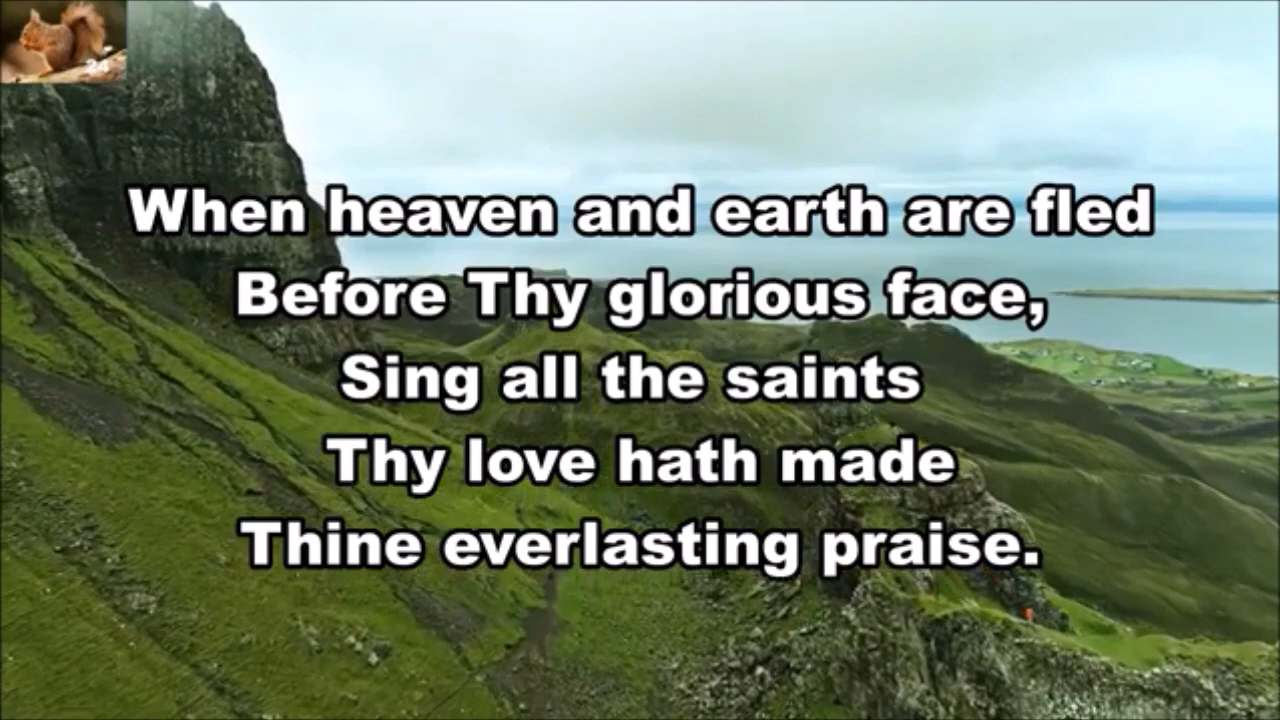 24
When heaven and earth are fled
Before Thy glorious face,
Sing all the saints
Thy love hath made
Thine everlasting praise.